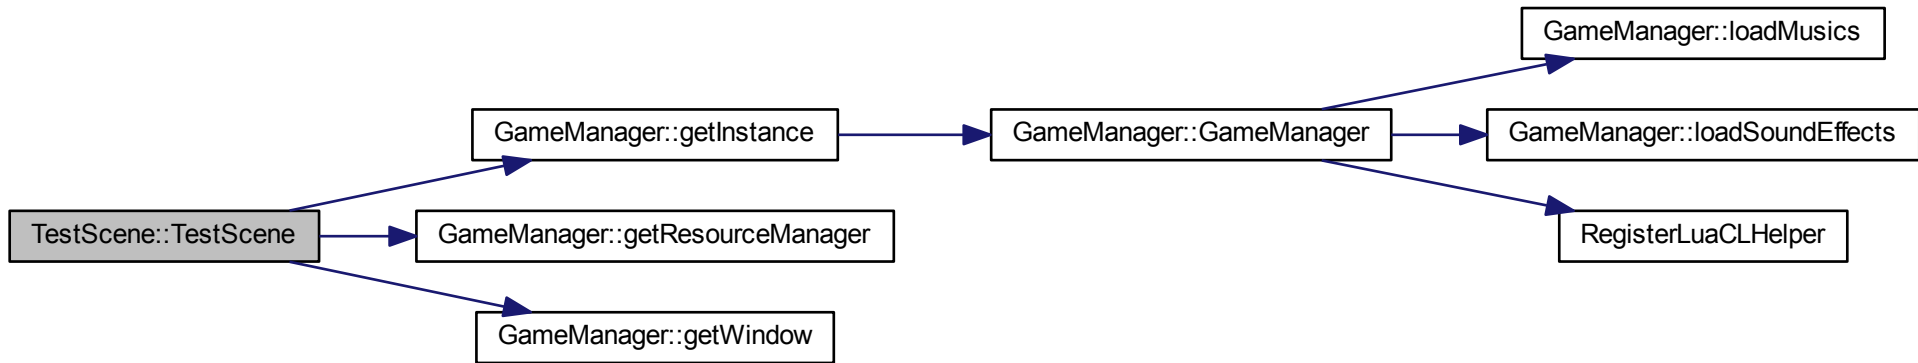 GameManager::loadMusics
GameManager::getInstance
GameManager::GameManager
GameManager::loadSoundEffects
TestScene::TestScene
GameManager::getResourceManager
RegisterLuaCLHelper
GameManager::getWindow